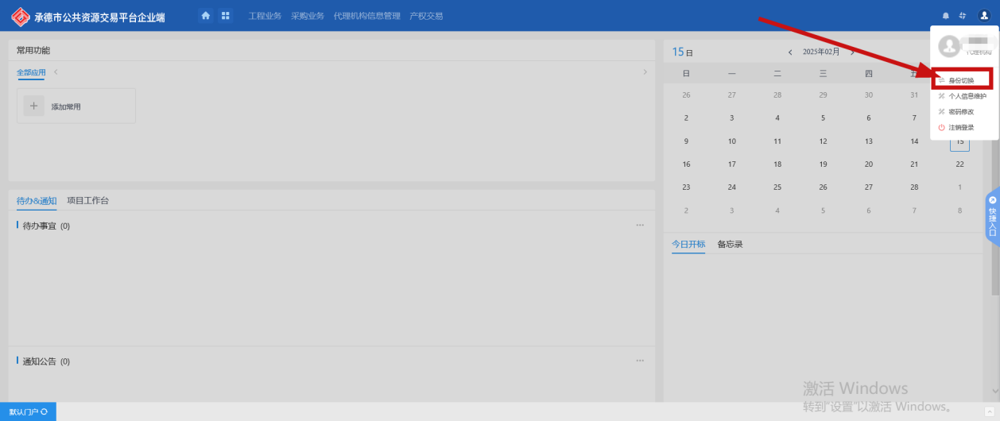 承德市公共资源交易平台企业端
工程业务 采购业务 代理机构信息管理 产权交易
常用功能
全部应用
添加常用
待办&通知 项目工作台
待办事宜 (0)
通知公告 (0)
默认门户
15日
2025年02月
日 一 二 三 四 五
26 27 28 29 30 31
2 3 4 5 6 7
9 10 11 12 13 14 15
16 17 18 19 20 21 22
23 24 25 26 27 28 1
2 3 4 5 6 7 8
今日开标 备忘录
代理机构
身份切换
个人信息维护
密码修改
注销登录
快捷入口
激活 Windows
转到"设置"以激活 Windows。